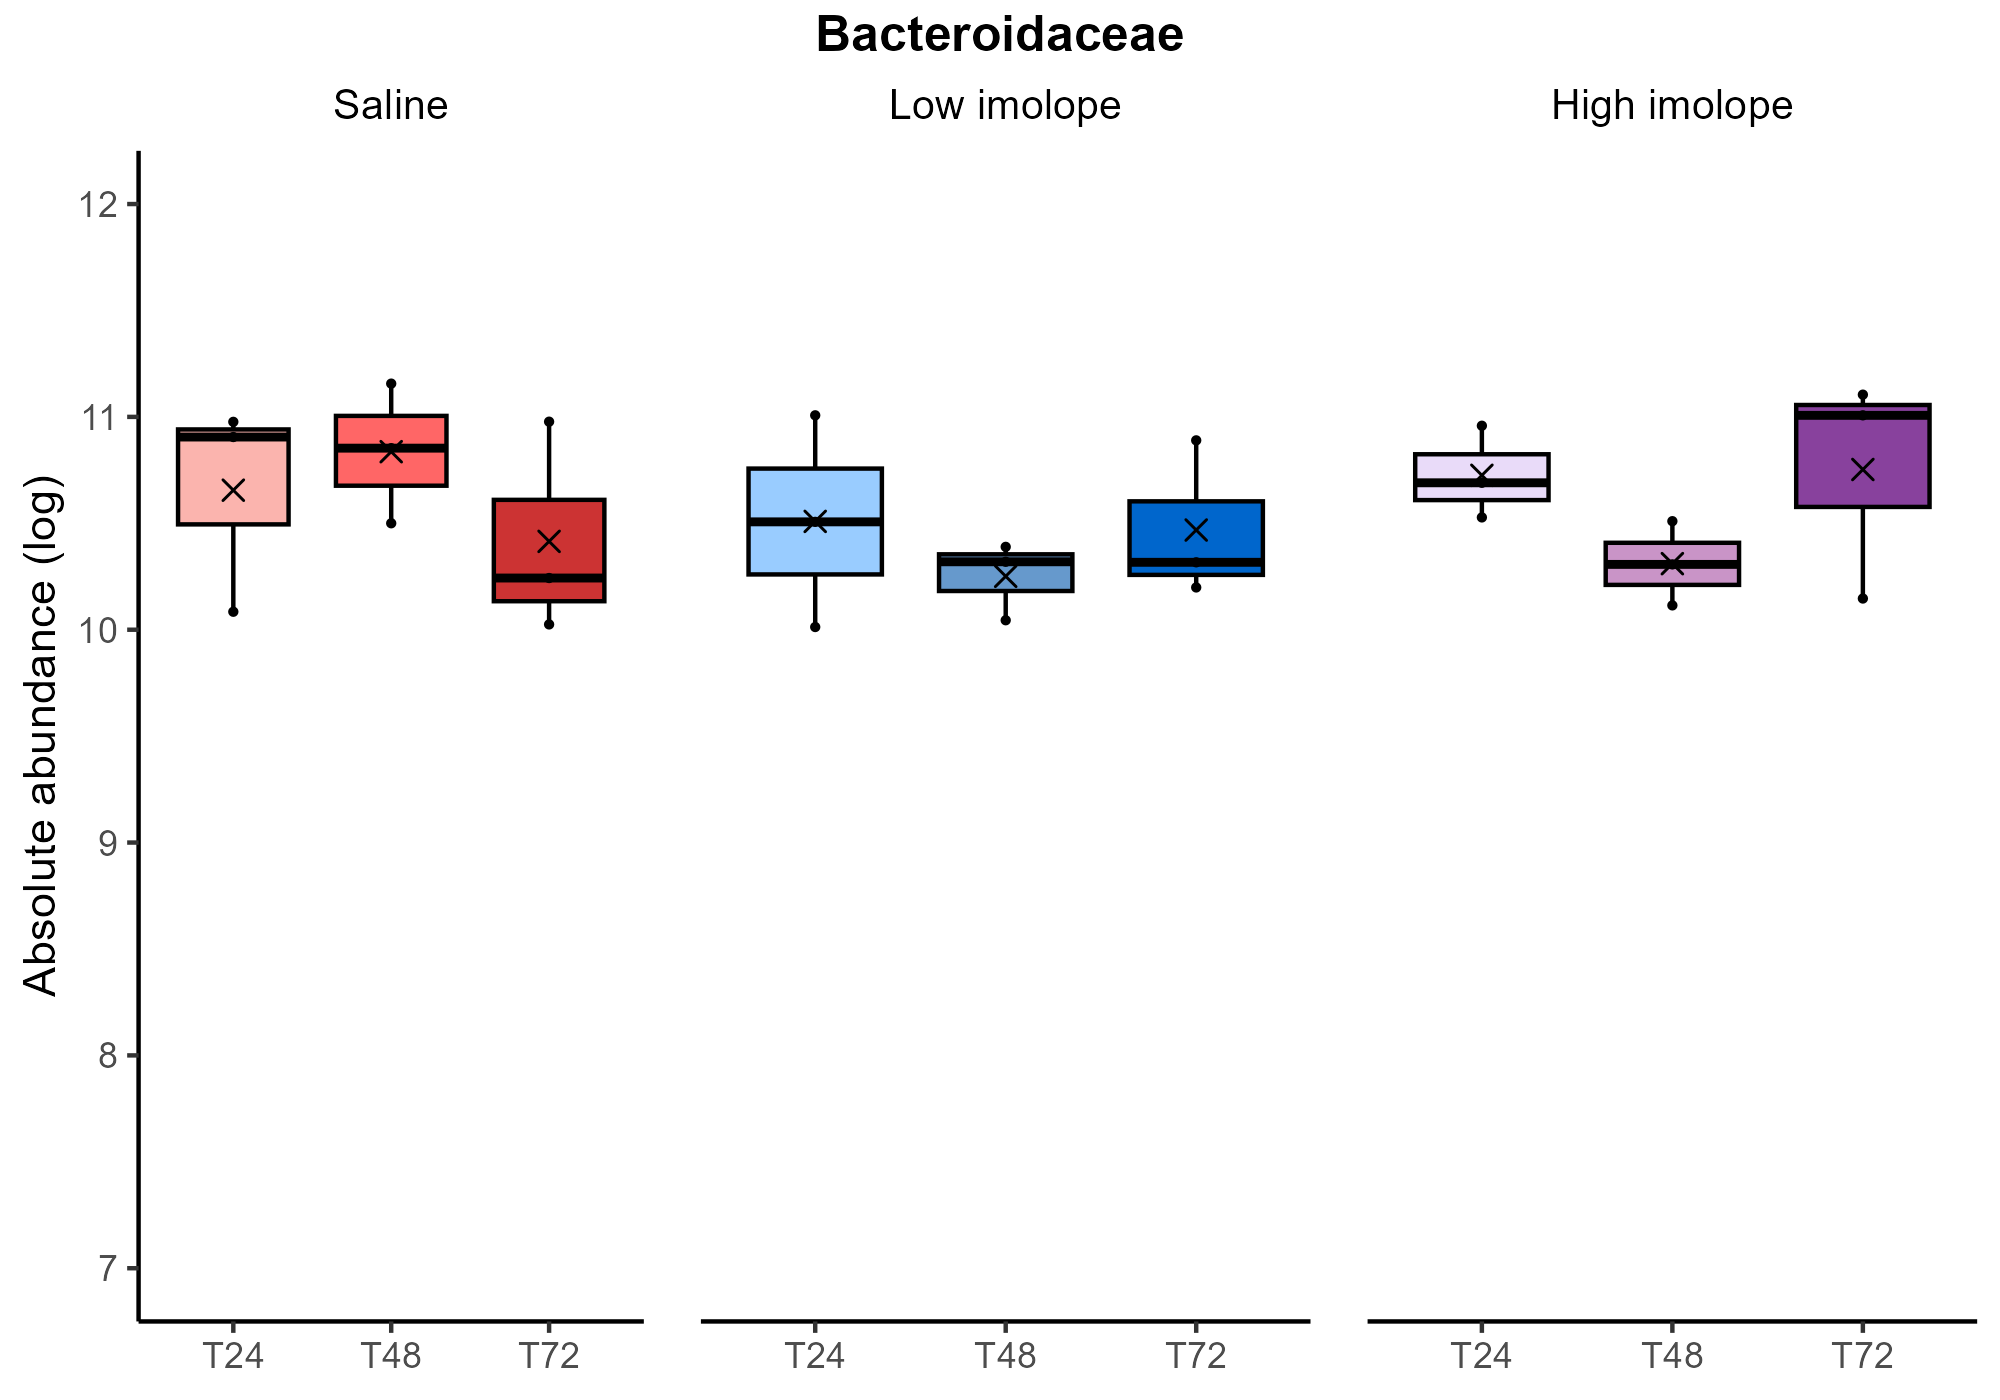 Bacteroidaceae
Saline
Low imolope
High imolope
Absolute abundance (log)
12
11
10
9
8
7
T24 T48 T72
T24 T48 T72
T24 T48 T72